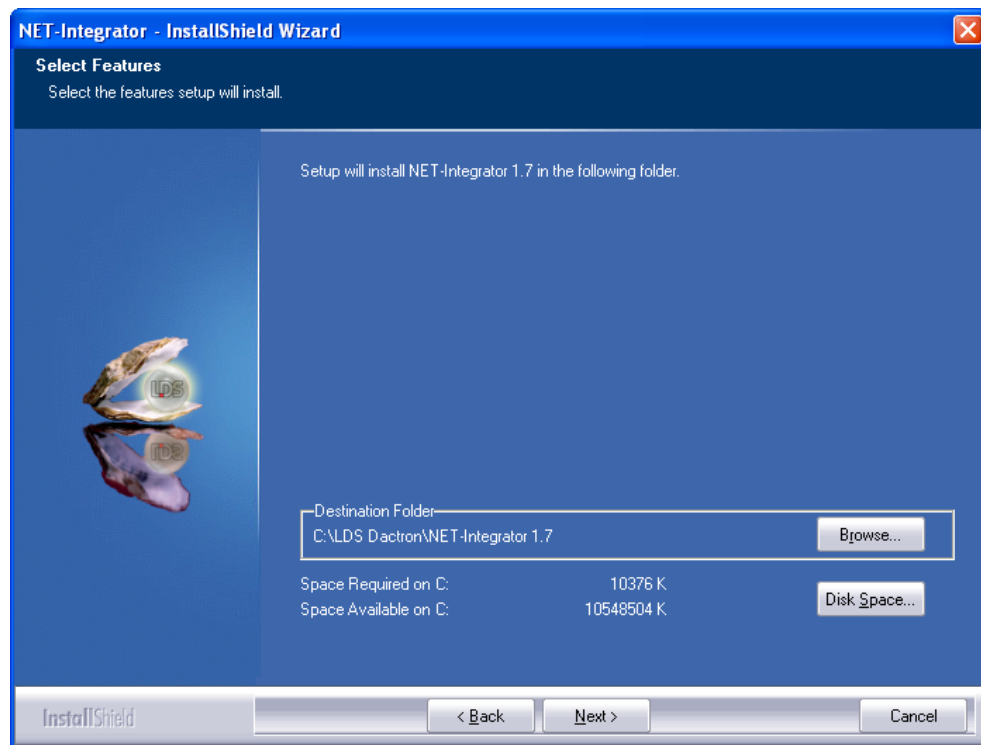 NET-Integrator - InstallShield Wizard
Select Features
Select the features setup will install.
Setup will install NET-Integrator 1.7 in the following folder.
LDS
Destination Folder
C:\LDS Dactron\NET-Integrator 1.7
Browse...
Space Required on C: 10376 K
Space Available on C: 10548504 K
Disk Space...
InstallShield
< Back
Next >
Cancel